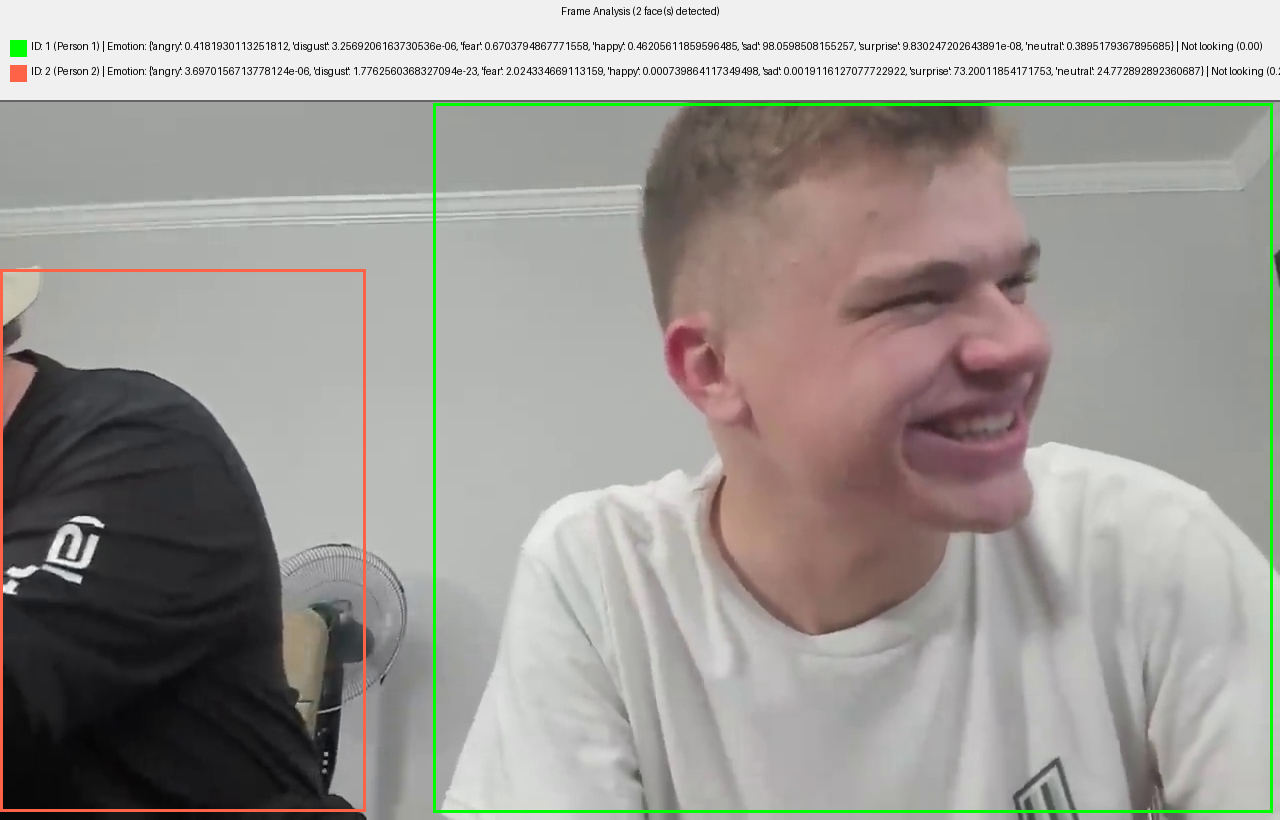 Frame Analysis (2 face(s) detected)
ID: 1 (Person 1) | Emotion: {'angry': 0.4181930113251812, 'disgust': 3.2569206163730536e-06, 'fear': 0.6703794867771558, 'happy': 0.46205611859596485, 'sad': 98.0598508155257, 'surprise': 9.830247202643891e-08, 'neutral': 0.3895179367895685} | Not looking (0.00)
ID: 2 (Person 2) | Emotion: {'angry': 3.6970156713778124e-06, 'disgust': 1.7762560368327094e-23, 'fear': 2.024334669113159, 'happy': 0.000739864117349498, 'sad': 0.0019116127077722922, 'surprise': 73.20011854171753, 'neutral': 24.772892892360687} | Not looking (0.2